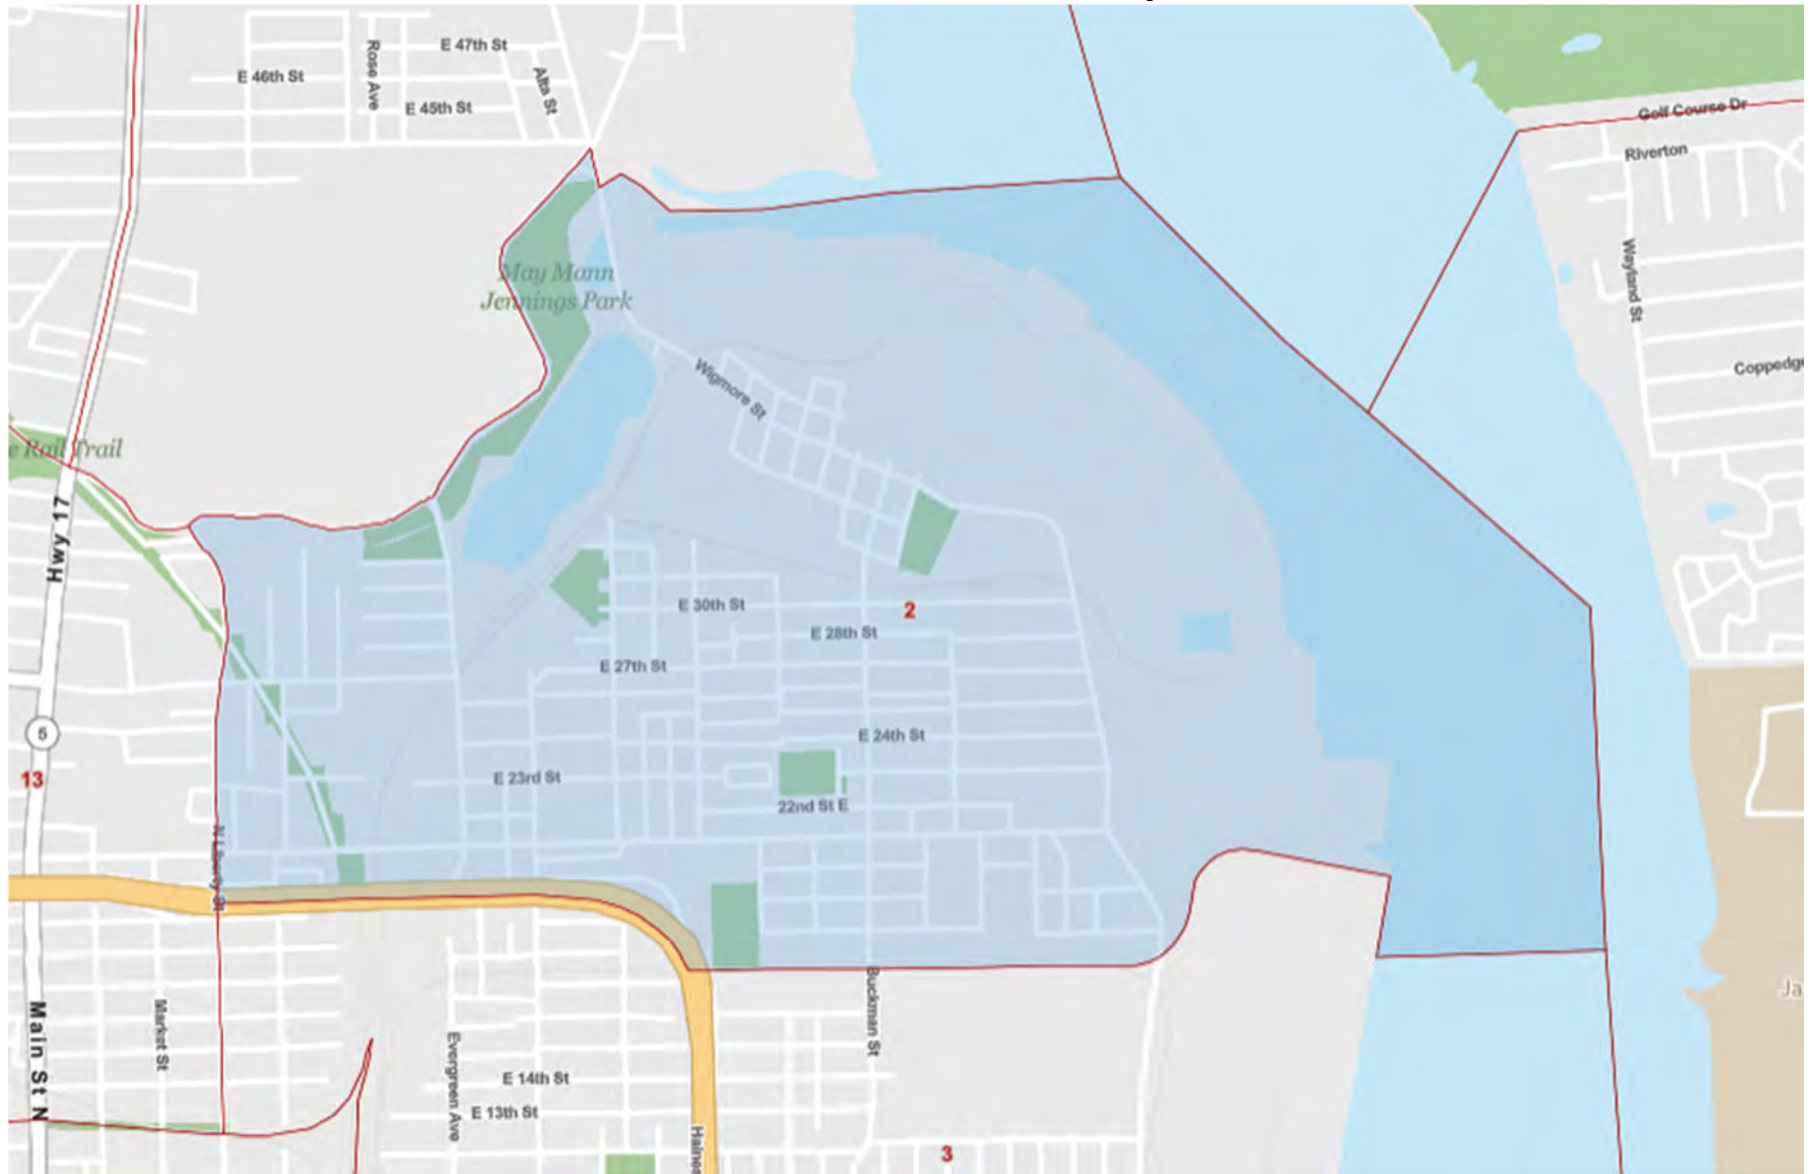 E 47th St
Rose Ave
E 46th St
Alta St
E 45th St
Golf Course Dr
Riverton
May Mann
Jennings Park
Wayland St
Wigmore St
Coppedge
e Rail Trail
Hwy 17
E 30th St
2
E 28th St
E 27th St
5
E 24th St
13
E 23rd St
22nd St E
N Liberty St
Ja
Main St N
Market St
Buckman St
Evergreen Ave
E 14th St
E 13th St
Haines
3